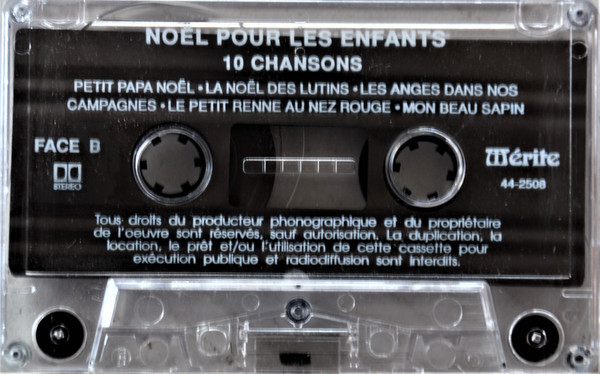 NOËL POUR LES ENFANTS
10 CHANSONS
PETIT PAPA NOËL • LA NOËL DES LUTINS • LES ANGES DANS NOS
CAMPAGNES • LE PETIT RENNE AU NEZ ROUGE • MON BEAU SAPIN
FACE B
STEREO
Mérite
44-2508
Tous droits du producteur phonographique et du propriétaire
de l'oeuvre sont réservés, sauf autorisation. La duplication, la
location, le prêt et/ou l'utilisation de cette cassette pour
exécution publique et radiodiffusion sont interdits.